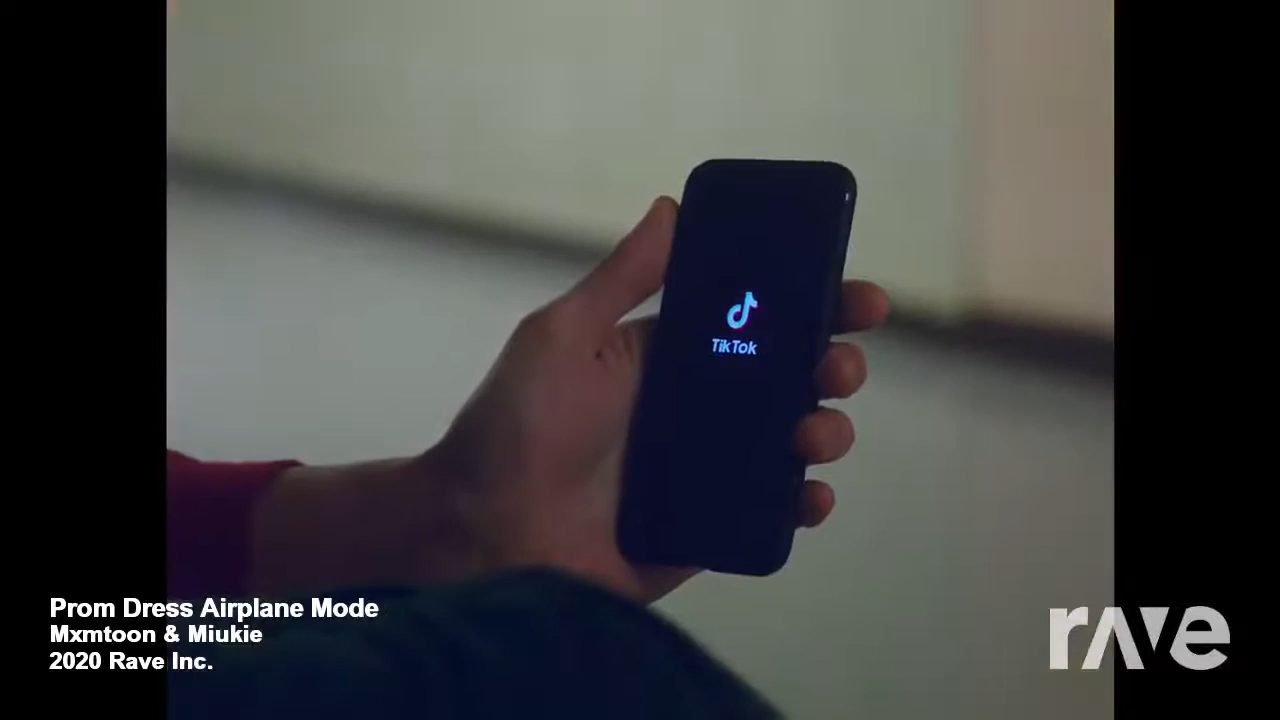 TikTok
Prom Dress Airplane Mode
Mxmtoon & Miukie
2020 Rave Inc.
rave